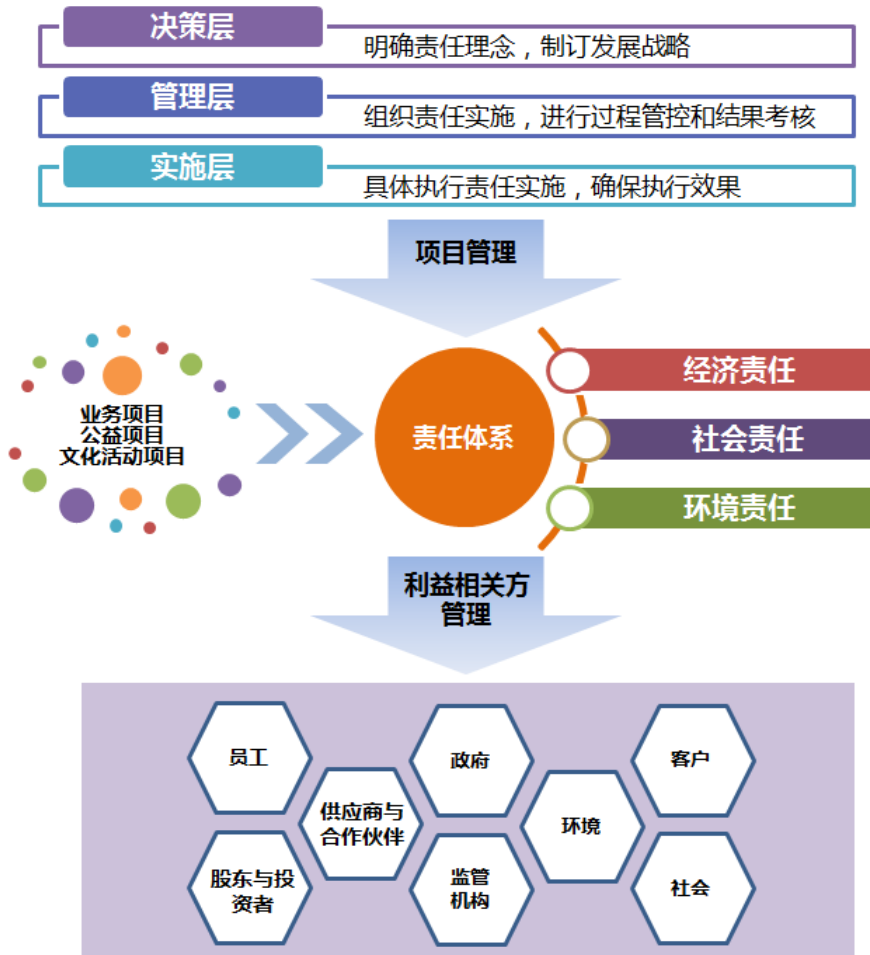 决策层
明确责任理念，制订发展战略
管理层
组织责任实施，进行过程管控和结果考核
实施层
具体执行责任实施，确保执行效果
项目管理
业务项目
公益项目
文化活动项目
责任体系
经济责任
社会责任
环境责任
利益相关方
管理
员工
政府
客户
供应商与
合作伙伴
环境
股东与投
资者
监管
机构
社会